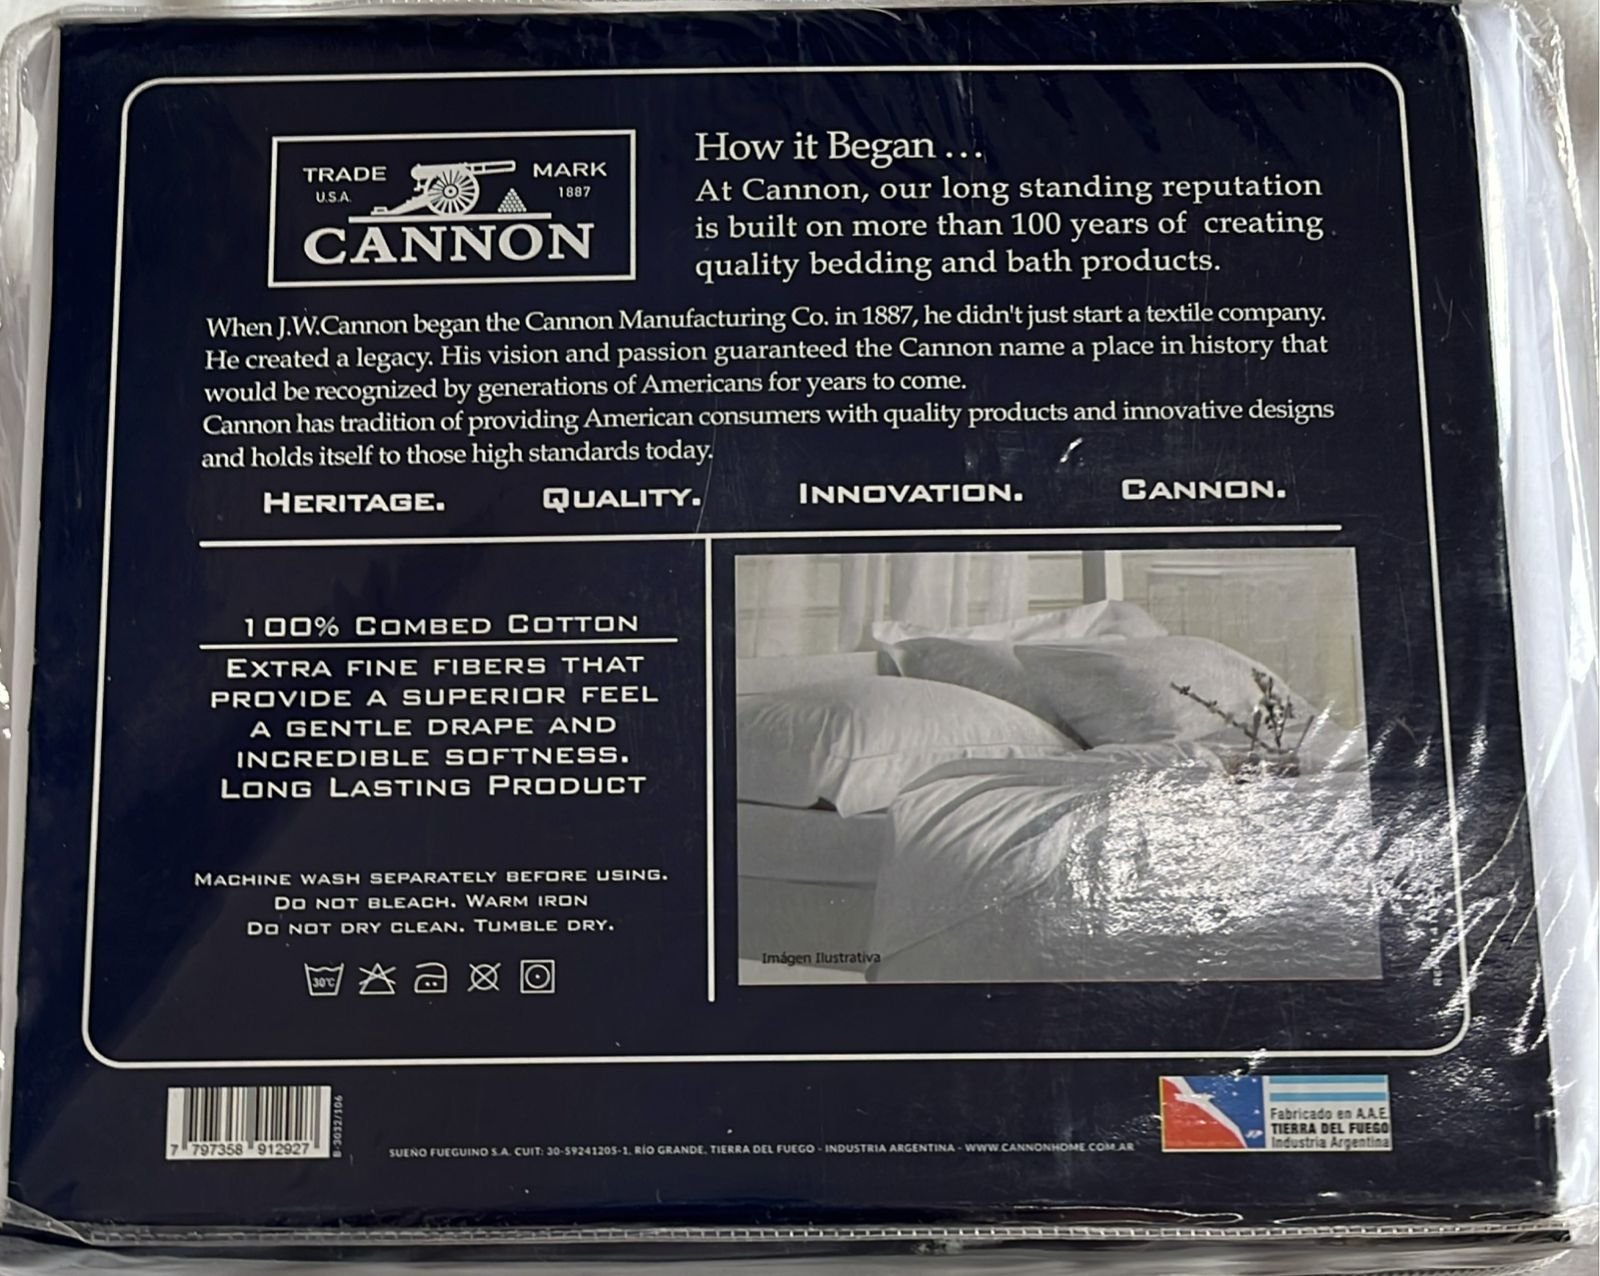 TRADE MARK
U.S.A. 1887
CANNON
How it Began ...
At Cannon, our long standing reputation
is built on more than 100 years of creating
quality bedding and bath products.
When J.W.Cannon began the Cannon Manufacturing Co. in 1887, he didn't just start a textile company.
He created a legacy. His vision and passion guaranteed the Cannon name a place in history that
would be recognized by generations of Americans for years to come.
Cannon has tradition of providing American consumers with quality products and innovative designs
and holds itself to those high standards today.
HERITAGE. QUALITY. INNOVATION. CANNON.
100% COMBED COTTON
EXTRA FINE FIBERS THAT
PROVIDE A SUPERIOR FEEL
A GENTLE DRAPE AND
INCREDIBLE SOFTNESS.
LONG LASTING PRODUCT
MACHINE WASH SEPARATELY BEFORE USING.
DO NOT BLEACH. WARM IRON
DO NOT DRY CLEAN. TUMBLE DRY.
30°C
Imágen Ilustrativa
7 797358 912927
B-3032/106
SUEÑO FUEGUINO S.A. CUIT: 30-59241205-1. RÍO GRANDE. TIERRA DEL FUEGO - INDUSTRIA ARGENTINA - WWW.CANNONHOME.COM.AR
Fabricado en A.A.E.
TIERRA DEL FUEGO
Industria Argentina